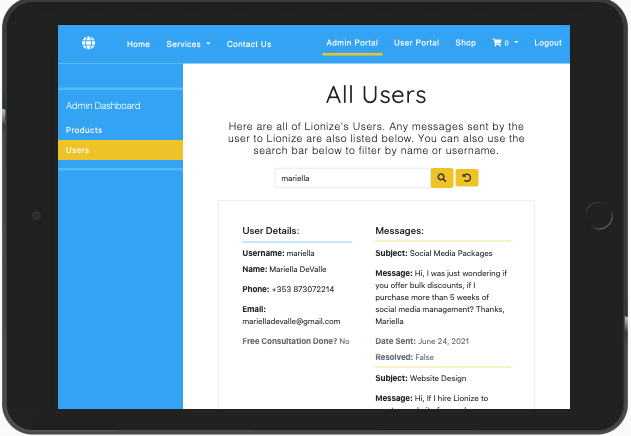 Home Services Contact Us Admin Portal User Portal Shop 0 Logout
Admin Dashboard
Products
Users
All Users
Here are all of Lionize's Users. Any messages sent by the
user to Lionize are also listed below. You can also use the
search bar below to filter by name or username.
mariella
User Details:
Username: mariella
Name: Mariella DeValle
Phone: +353 873072214
Email:
marielladevalle@gmail.com
Free Consultation Done? No
Messages:
Subject: Social Media Packages
Message: Hi, I was just wondering if
you offer bulk discounts, if I
purchase more than 5 weeks of
social media management? Thanks,
Mariella
Date Sent: June 24, 2021
Resolved: False
Subject: Website Design
Message: Hi, If I hire Lionize to